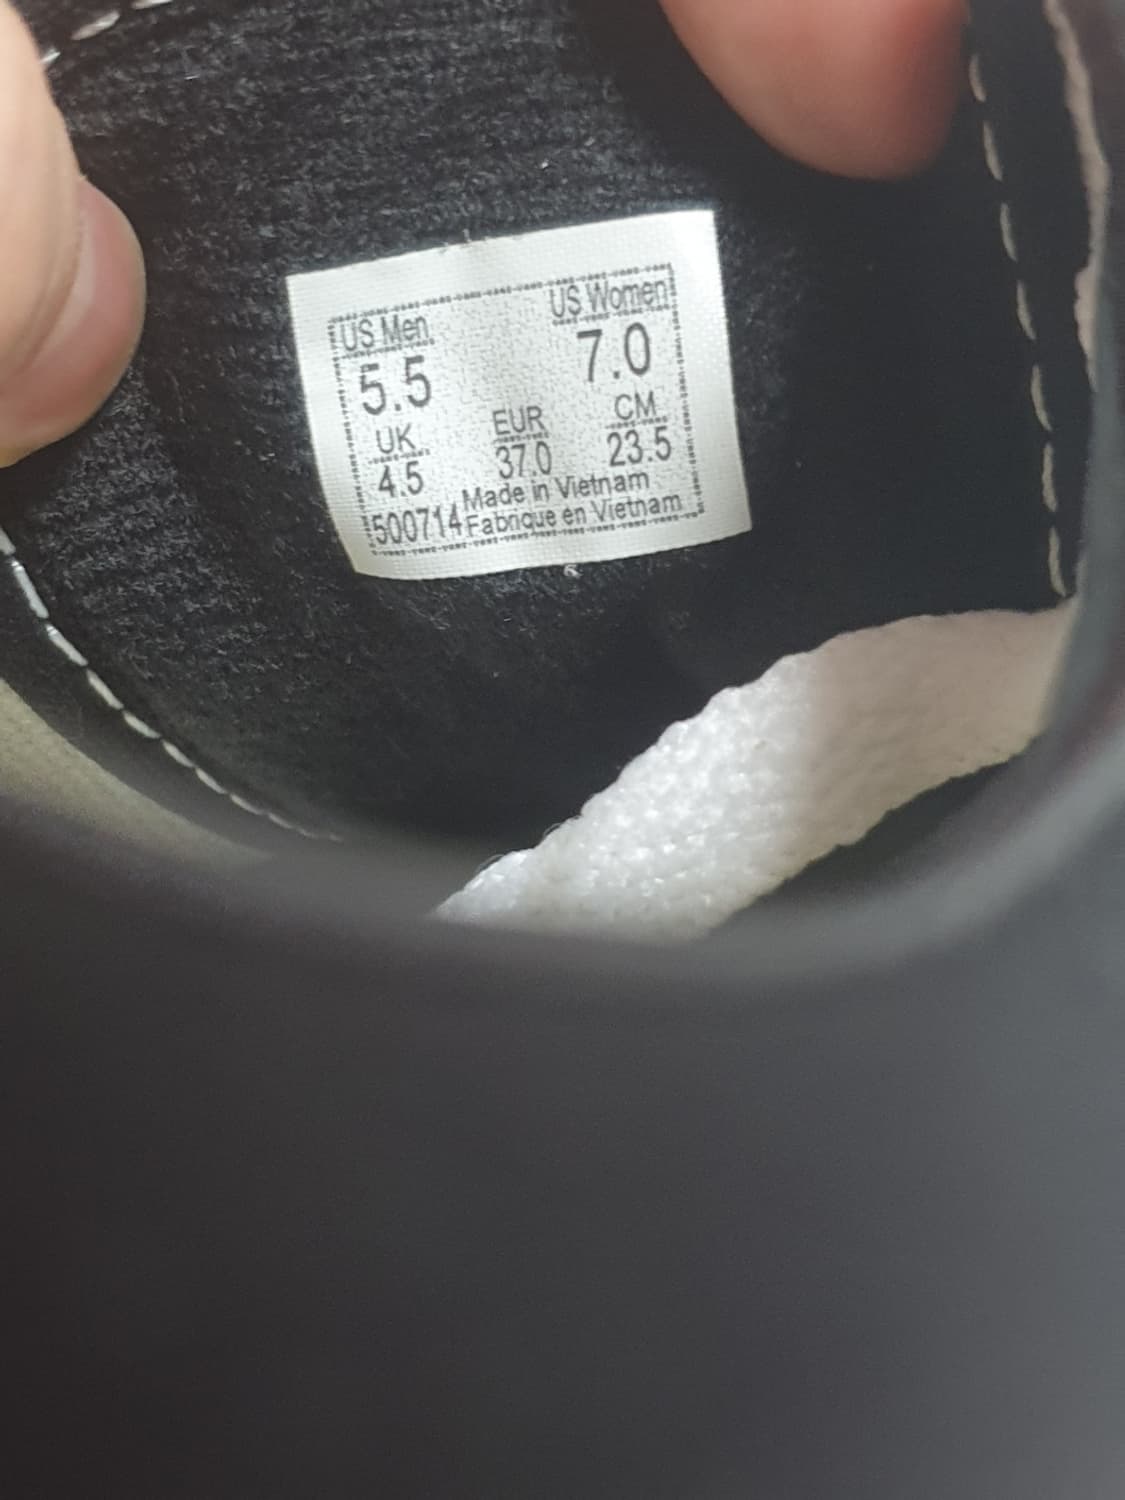 US Men US Women
5.5 7.0
UK EUR CM
4.5 37.0 23.5
500714 Made in Vietnam
Fabrique en Vietnam